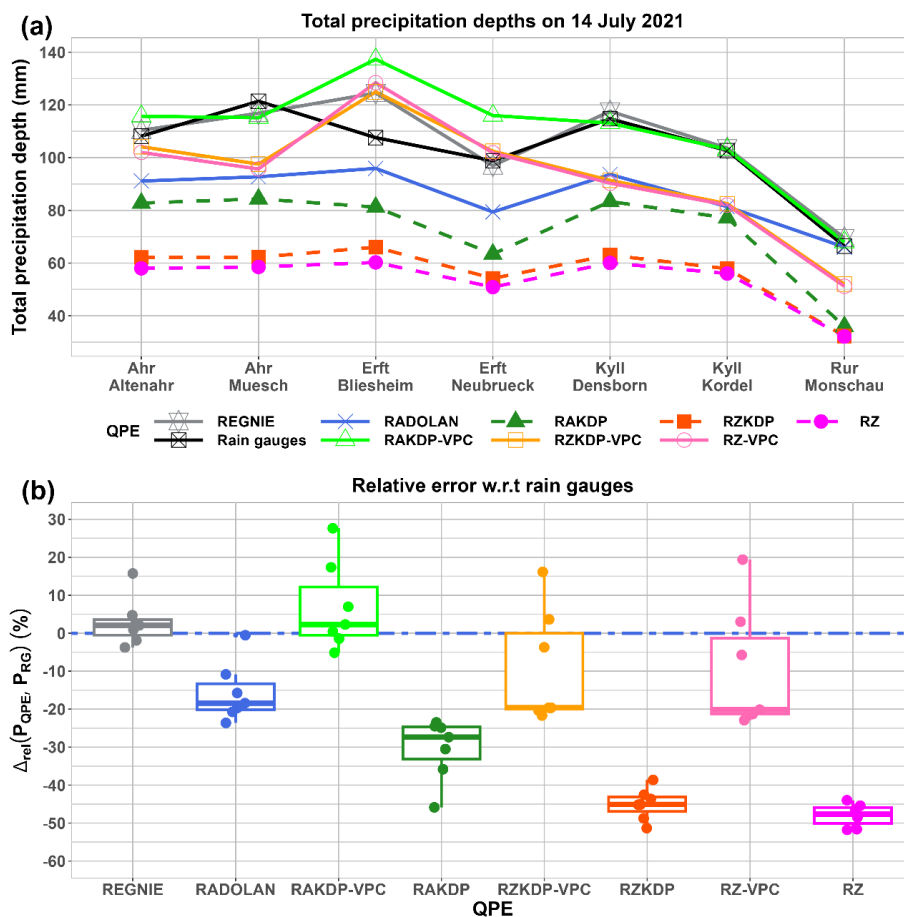 (a)
Total precipitation depths on 14 July 2021
Total precipitation depth (mm)
140
120
100
80
60
40
Ahr Altenahr
Ahr Muesch
Erft Bliesheim
Erft Neubrueck
Kyll Densborn
Kyll Kordel
Rur Monschau
QPE
REGNIE RADOLAN RAKDP RZKDP RZ
Rain gauges RAKDP-VPC RZKDP-VPC RZ-VPC
(b)
Relative error w.r.t rain gauges
Δrel(PQPE, PRG) (%)
30
20
10
0
-10
-20
-30
-40
-50
-60
REGNIE RADOLAN RAKDP-VPC RAKDP RZKDP-VPC RZKDP RZ-VPC RZ
QPE